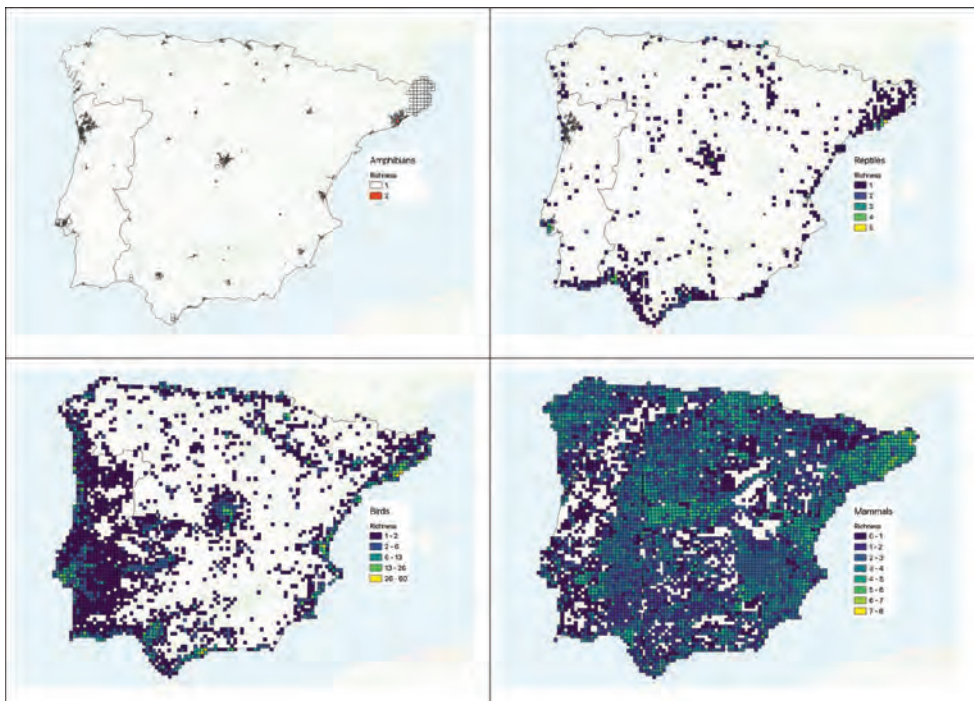 Amphibians
Richness
1
2
Reptiles
Richness
1
2
3
4
5
Birds
Richness
1 - 2
2 - 6
6 - 13
13 - 26
26 - 60
Mammals
Richness
0 - 1
1 - 2
2 - 3
3 - 4
4 - 5
5 - 6
6 - 7
7 - 8